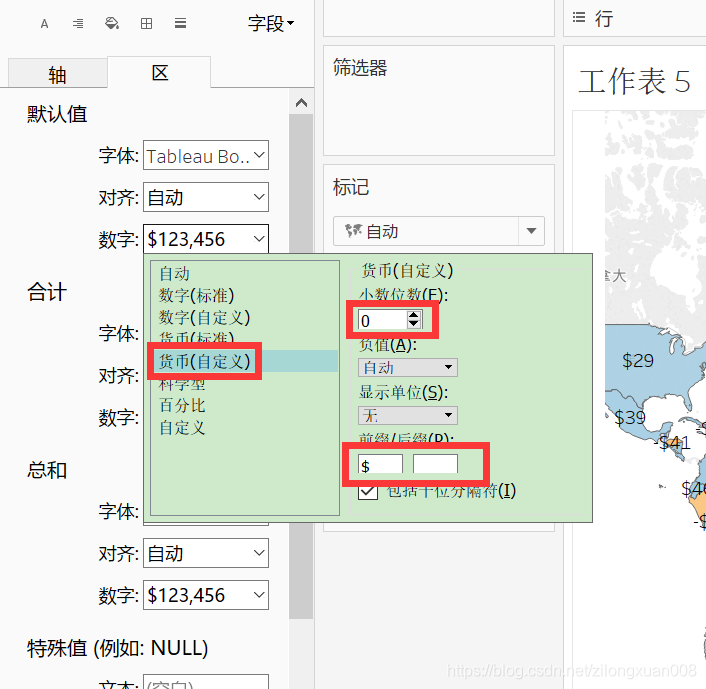 A
字段
轴
区
默认值
字体: Tableau Bo..
对齐: 自动
数字: $123,456
合计
字体:
对齐:
数字:
总和
字体:
对齐: 自动
数字: $123,456
特殊值 (例如: NULL)
文本: (空白)
自动
数字(标准)
数字(自定义)
货币(标准)
货币(自定义)
科学型
百分比
自定义
货币(自定义)
小数位数(E):
0
负值(A):
自动
显示单位(S):
无
前缀/后缀(P):
$
包括千位分隔符(I)
筛选器
标记
自动
行
工作表 5
拿大
$29
$39
-$41
$46
-$
https://blog.csdn.net/zilongxuan008